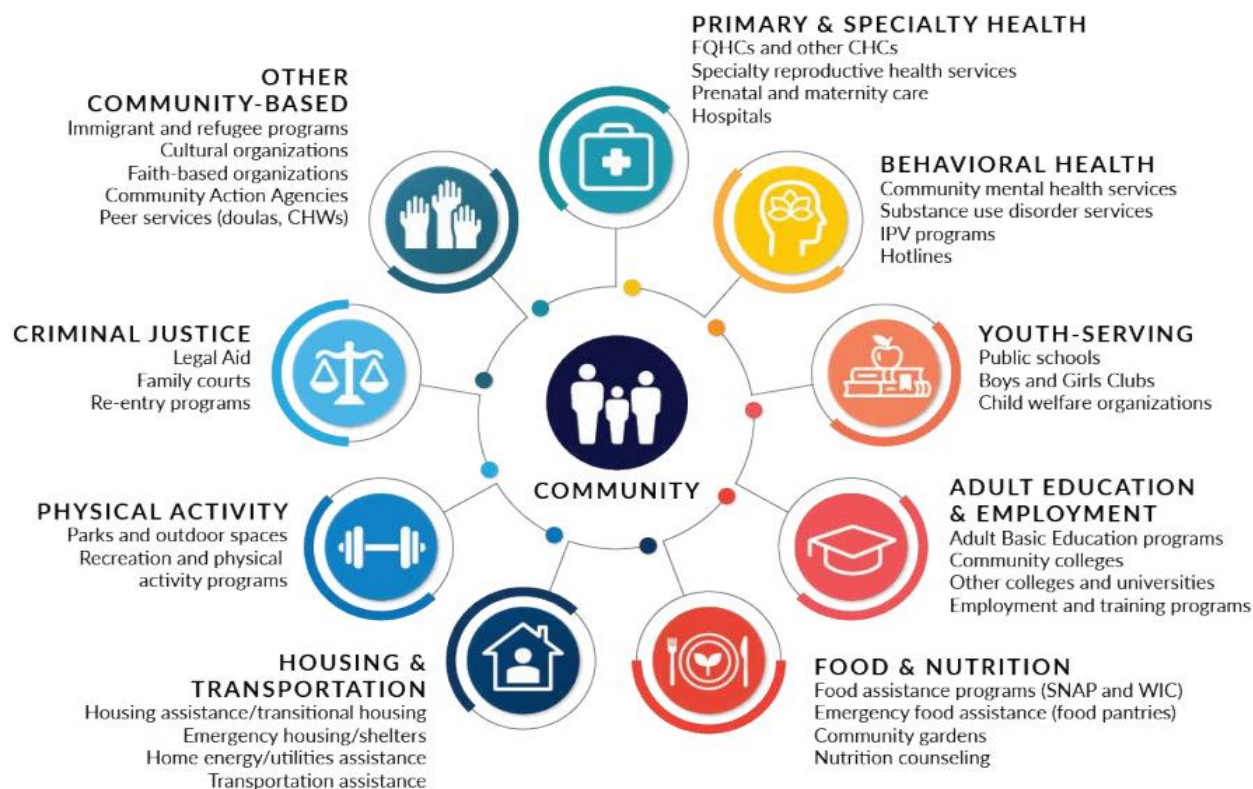 PRIMARY & SPECIALTY HEALTH
FQHCs and other CHCs
Specialty reproductive health services
Prenatal and maternity care
Hospitals
BEHAVIORAL HEALTH
Community mental health services
Substance use disorder services
IPV programs
Hotlines
YOUTH-SERVING
Public schools
Boys and Girls Clubs
Child welfare organizations
ADULT EDUCATION
& EMPLOYMENT
Adult Basic Education programs
Community colleges
Other colleges and universities
Employment and training programs
FOOD & NUTRITION
Food assistance programs (SNAP and WIC)
Emergency food assistance (food pantries)
Community gardens
Nutrition counseling
HOUSING &
TRANSPORTATION
Housing assistance/transitional housing
Emergency housing/shelters
Home energy/utilities assistance
Transportation assistance
PHYSICAL ACTIVITY
Parks and outdoor spaces
Recreation and physical
activity programs
CRIMINAL JUSTICE
Legal Aid
Family courts
Re-entry programs
OTHER
COMMUNITY-BASED
Immigrant and refugee programs
Cultural organizations
Faith-based organizations
Community Action Agencies
Peer services (doulas, CHWs)
COMMUNITY